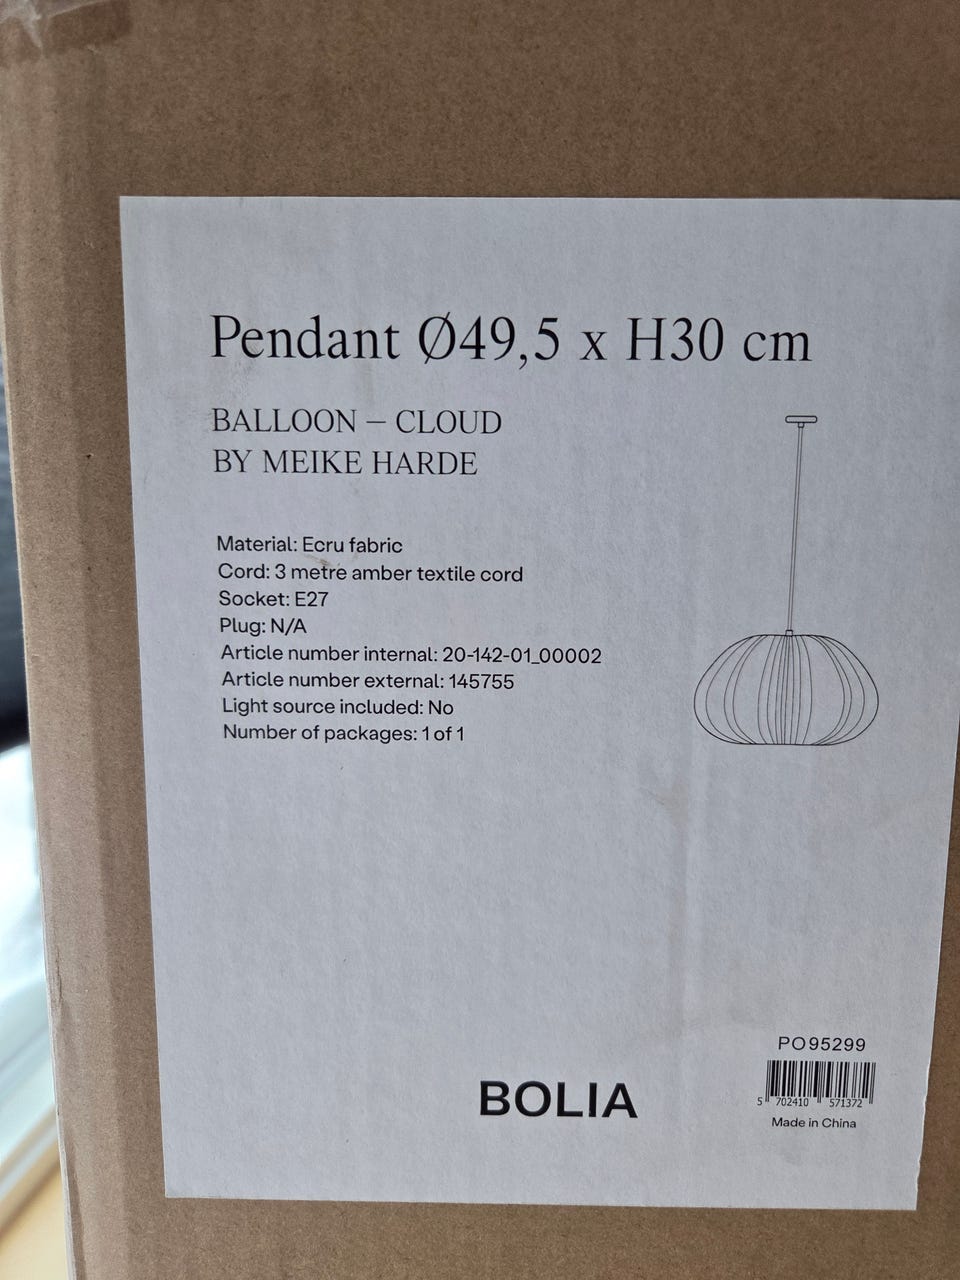 Pendant Ø49,5 x H30 cm
BALLOON – CLOUD
BY MEIKE HARDE
Material: Ecru fabric
Cord: 3 metre amber textile cord
Socket: E27
Plug: N/A
Article number internal: 20-142-01_00002
Article number external: 145755
Light source included: No
Number of packages: 1 of 1
BOLIA
PO95299
5 702410 571372
Made in China